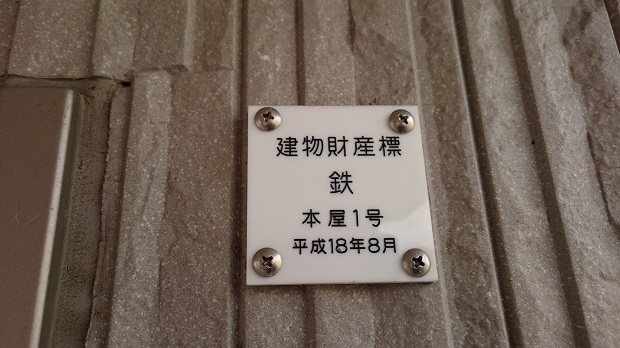 建物財産標
鉄
本屋1号
平成18年8月